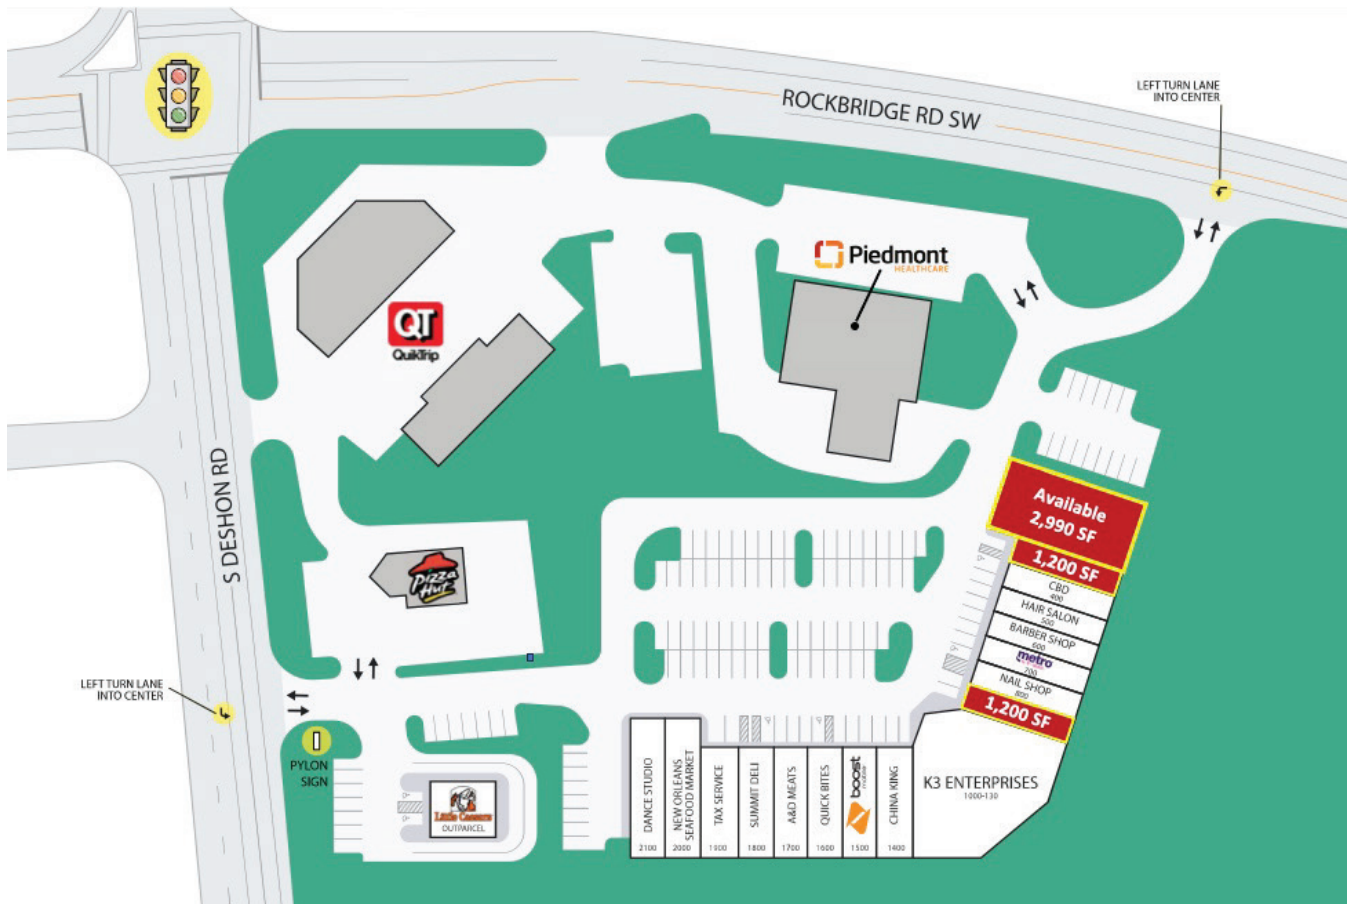 LEFT TURN LANE
INTO CENTER
ROCKBRIDGE RD SW
Piedmont
HEALTHCARE
QT
QuikTrip
S DESHON RD
Available
2,990 SF
1,200 SF
CBD
400
HAIR SALON
500
BARBER SHOP
600
metro
700
NAIL SHOP
800
1,200 SF
Pizza
Hut
LEFT TURN LANE
INTO CENTER
PYLON
SIGN
Little Caesars
OUTPARCEL
DANCE STUDIO
2100
NEW ORLEANS
SEAFOOD MARKET
2000
TAX SERVICE
1900
SUMMIT DELI
1800
A&D MEATS
1700
QUICK BITES
1600
boost
mobile
1500
CHINA KING
1400
K3 ENTERPRISES
1000-130